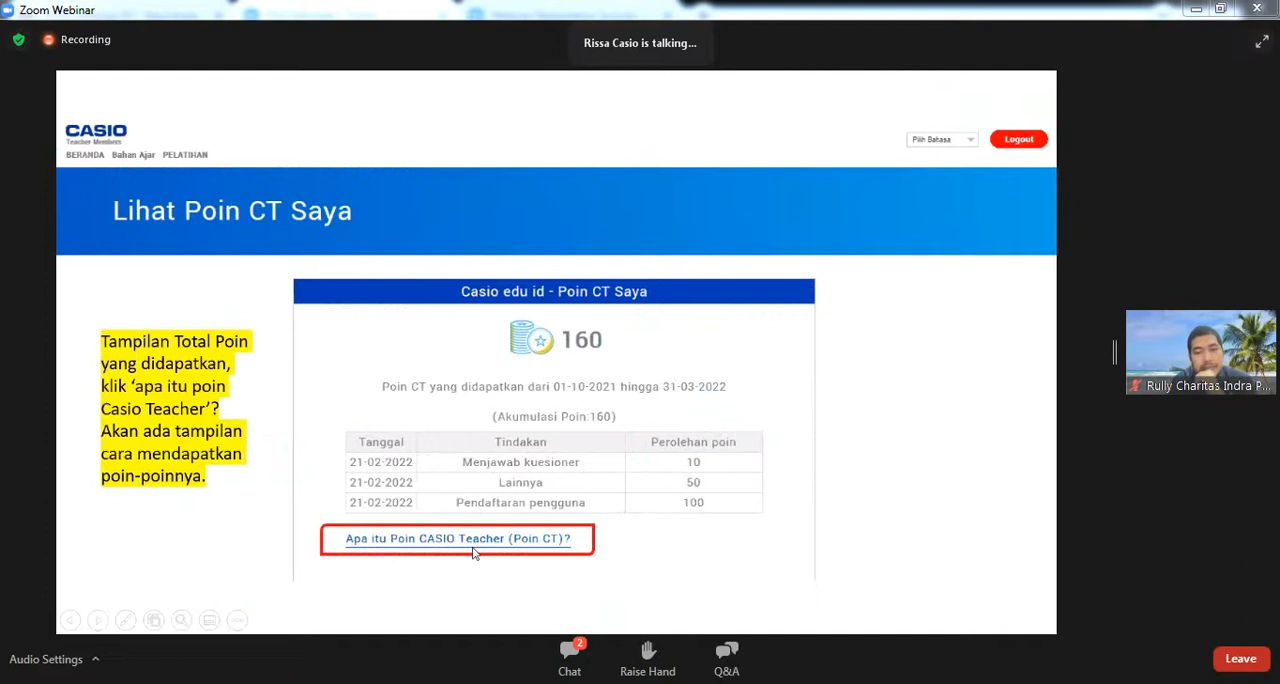 Zoom Webinar
Recording
Rissa Casio is talking...
CASIO
Teacher Members
BERANDA Bahan Ajar PELATIHAN
Pilih Bahasa
Logout
Lihat Poin CT Saya
Casio edu id - Poin CT Saya
160
Tampilan Total Poin
yang didapatkan,
klik ‘apa itu poin
Casio Teacher’?
Akan ada tampilan
cara mendapatkan
poin-poinnya.
Poin CT yang didapatkan dari 01-10-2021 hingga 31-03-2022
(Akumulasi Poin:160)
Tanggal Tindakan Perolehan poin
21-02-2022 Menjawab kuesioner 10
21-02-2022 Lainnya 50
21-02-2022 Pendaftaran pengguna 100
Apa itu Poin CASIO Teacher (Poin CT)?
Rully Charitas Indra P...
Audio Settings
2
Chat
Raise Hand
Q&A
Leave